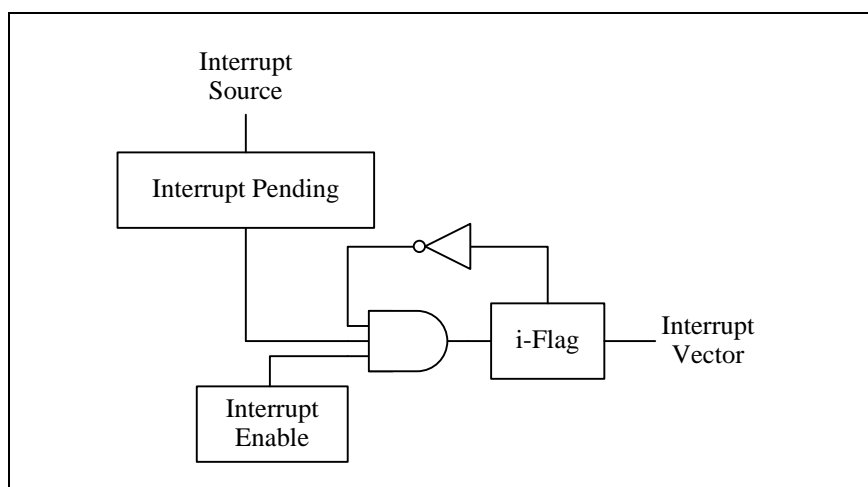 Interrupt
Source
Interrupt Pending
i-Flag
Interrupt
Vector
Interrupt
Enable